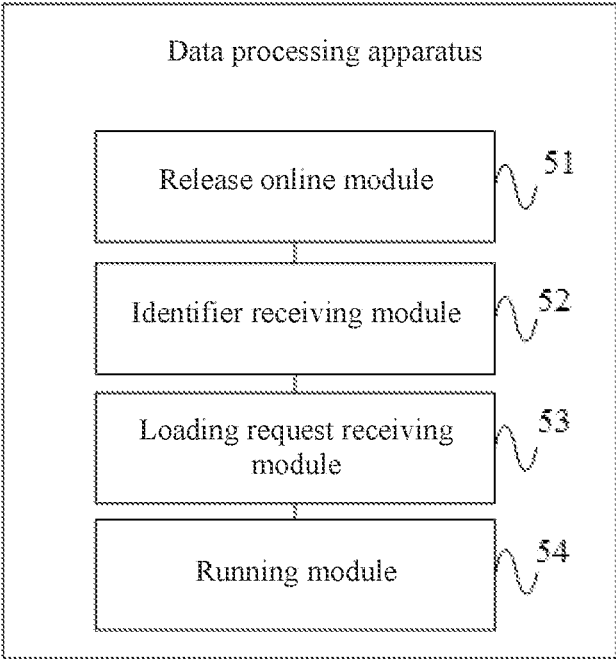 Data processing apparatus
Release online module
51
Identifier receiving module
52
Loading request receiving
module
53
Running module
54